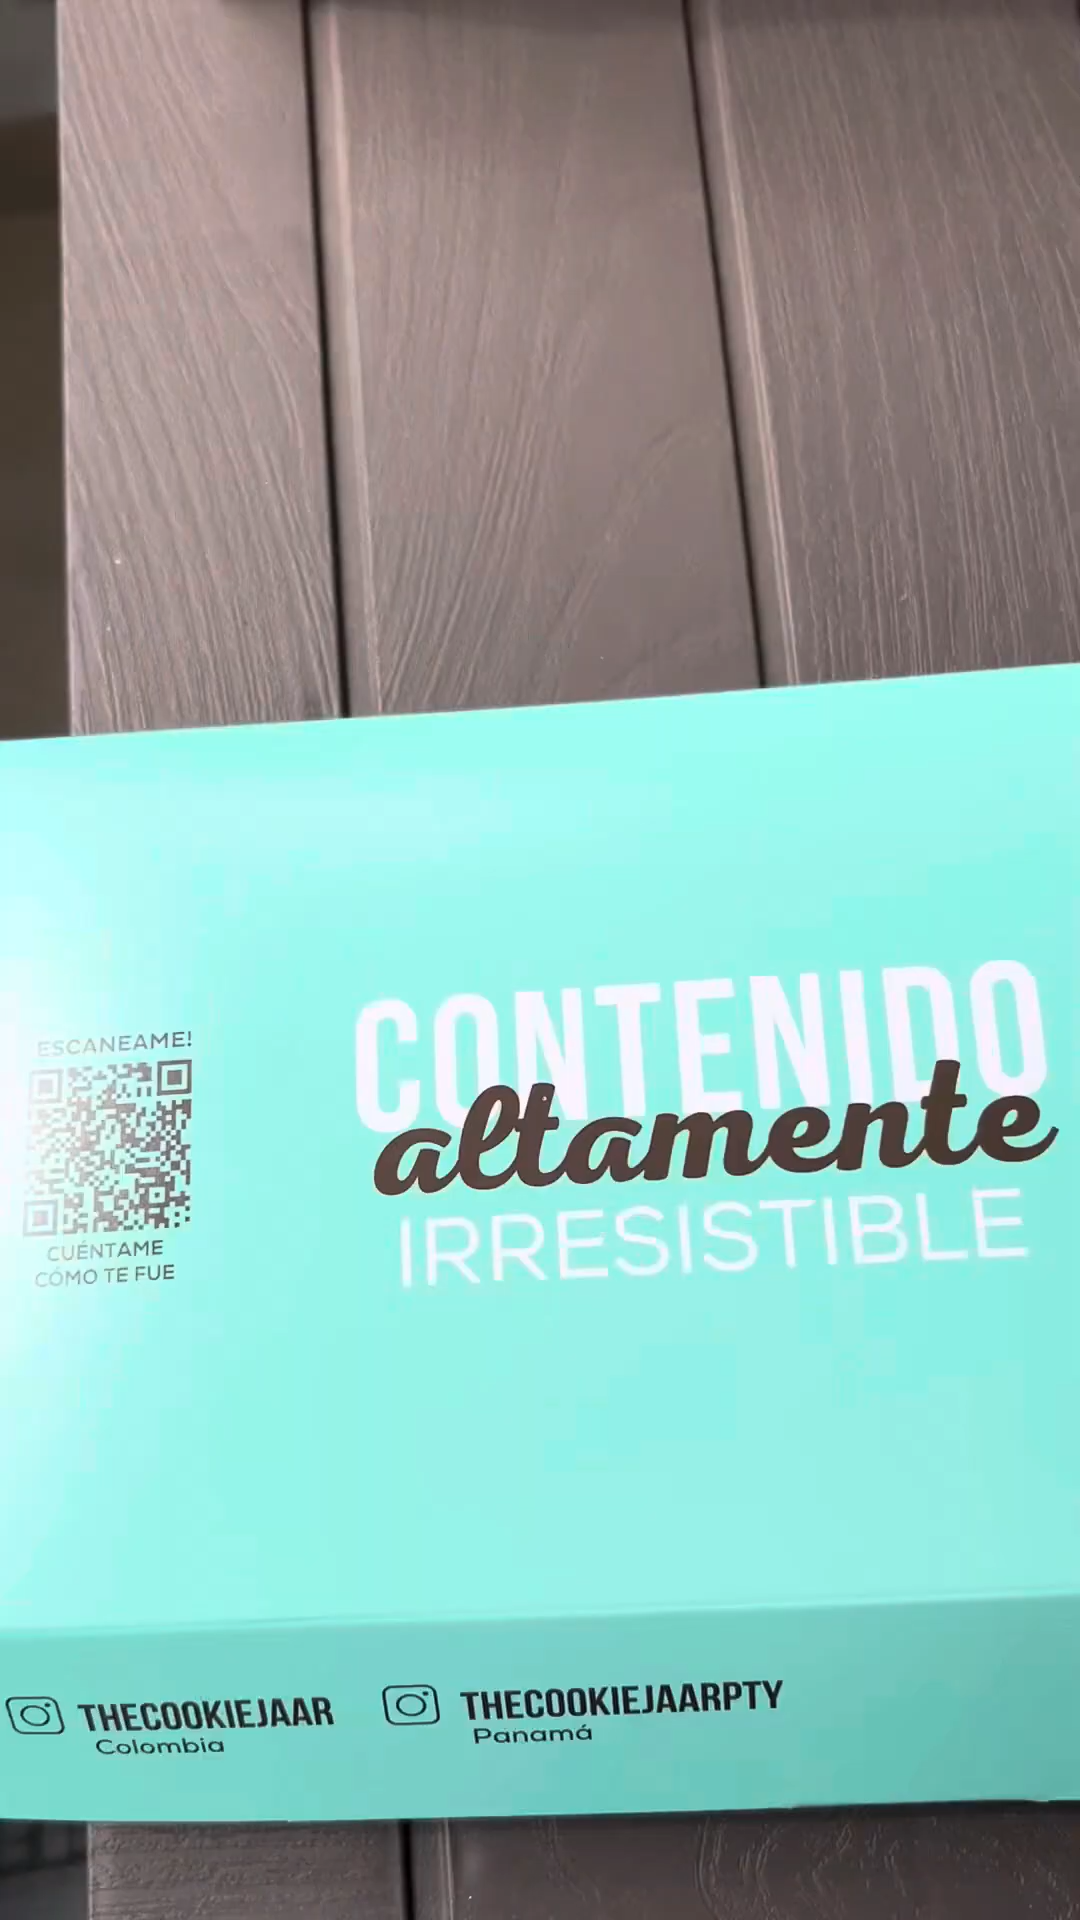 ESCANEAME!
CUÉNTAME
CÓMO TE FUE
CONTENIDO
altamente
IRRESISTIBLE
THECOOKIEJAAR
Colombia
THECOOKIEJAARPTY
Panamá